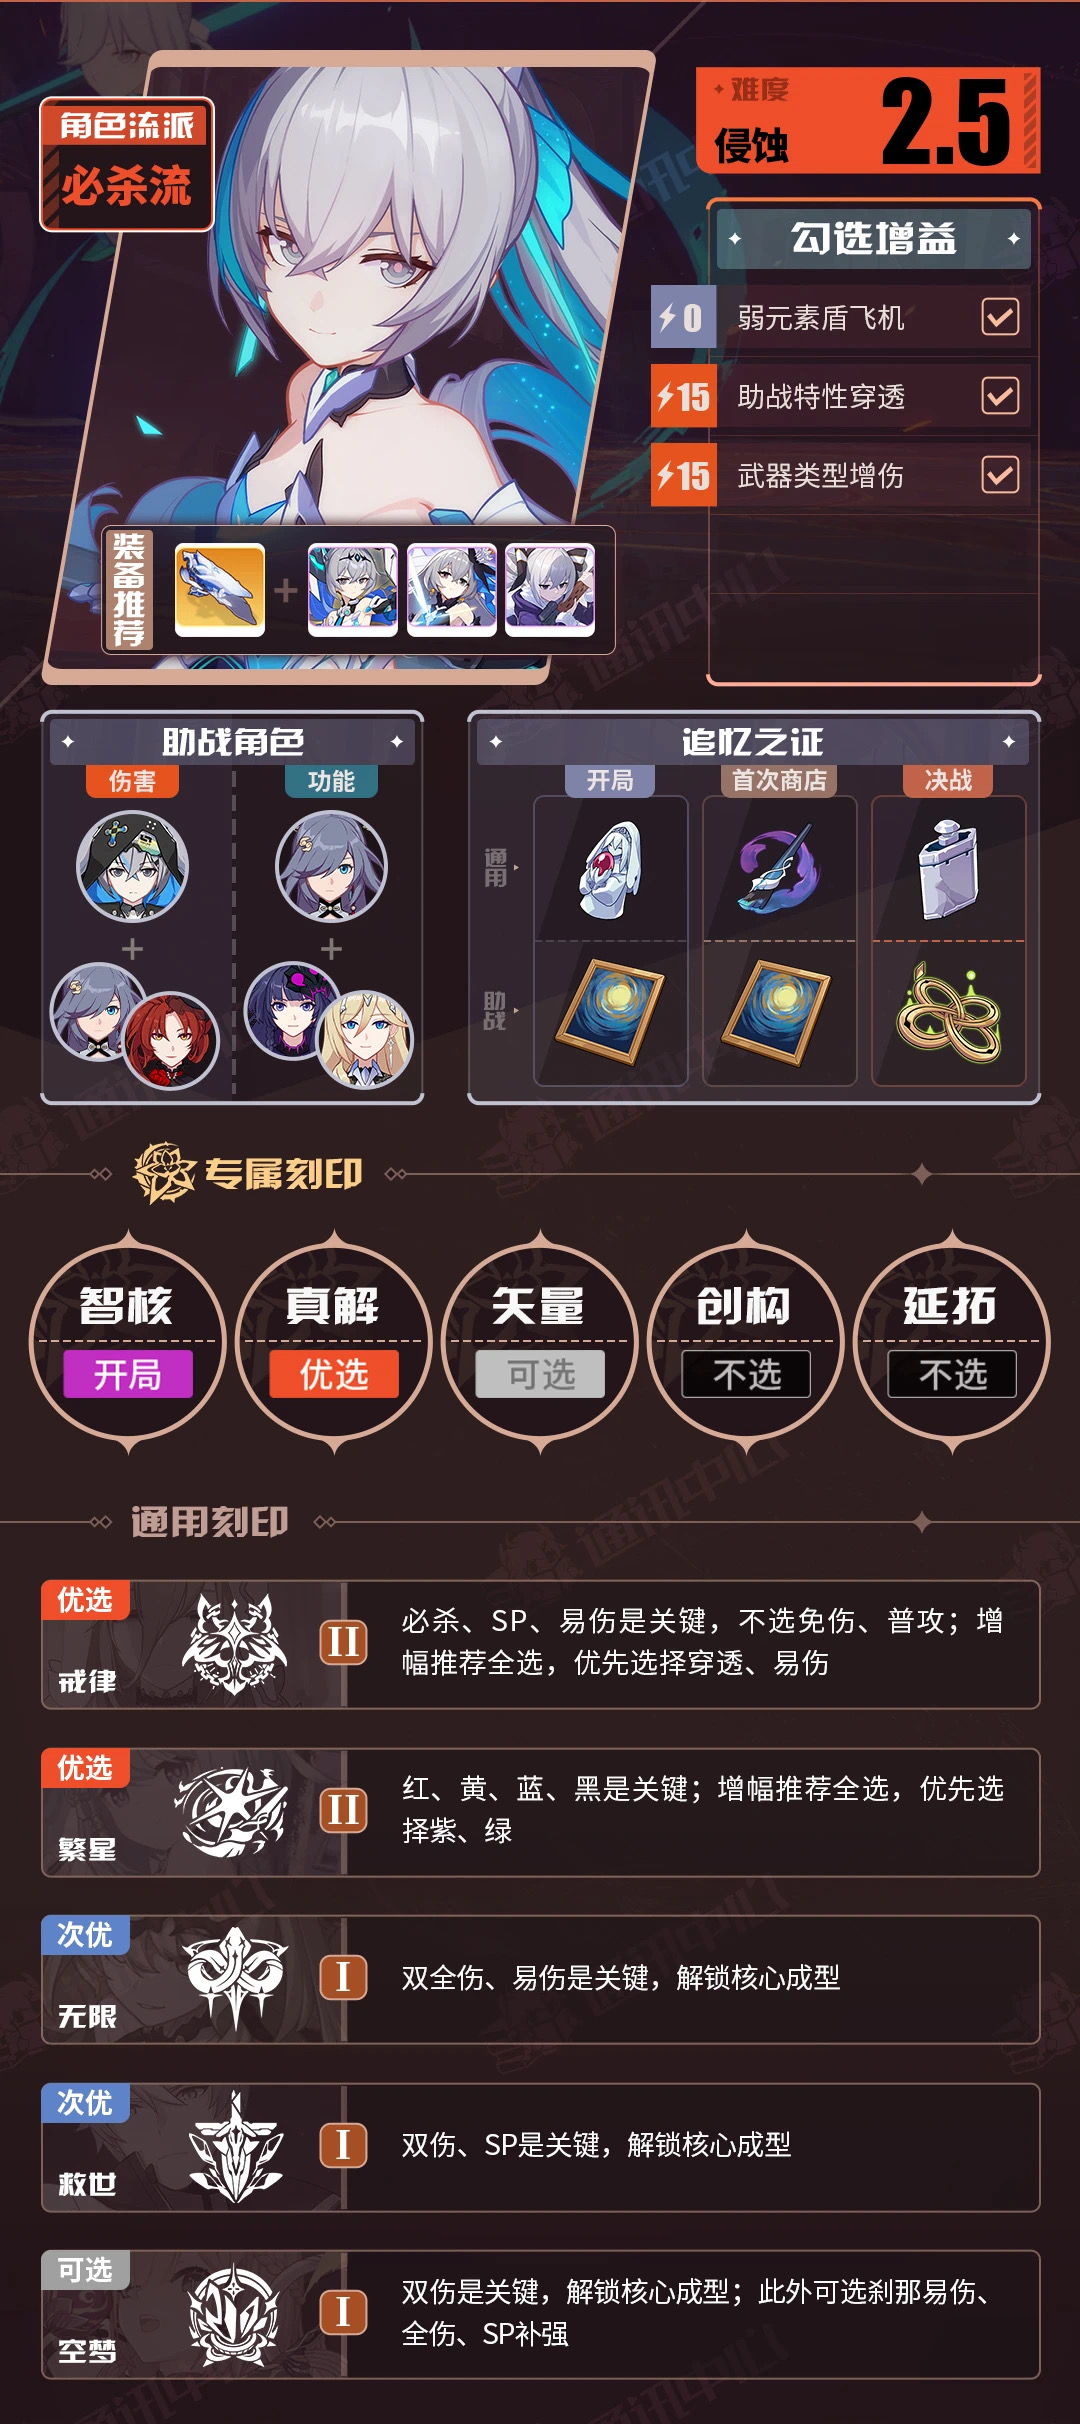 角色流派
必杀流
难度
侵蚀
2.5
勾选增益
0 弱元素盾飞机
15 助战特性穿透
15 武器类型增伤
装备推荐
助战角色
伤害
功能
追忆之证
开局
首次商店
决战
通用
助战
专属刻印
智核
开局
真解
优选
矢量
可选
创构
不选
延拓
不选
通用刻印
优选
戒律
II
必杀、SP、易伤是关键，不选免伤、普攻；增
幅推荐全选，优先选择穿透、易伤
优选
繁星
II
红、黄、蓝、黑是关键；增幅推荐全选，优先选
择紫、绿
次优
无限
I
双全伤、易伤是关键，解锁核心成型
次优
救世
I
双伤、SP是关键，解锁核心成型
可选
空梦
I
双伤是关键，解锁核心成型；此外可选刹那易伤、
全伤、SP补强
通讯中心